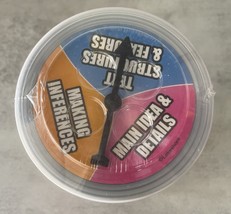 TEXT
STRUCTURES
& FEATURES
MAKING
INFERENCES
MAIN IDEA &
DETAILS